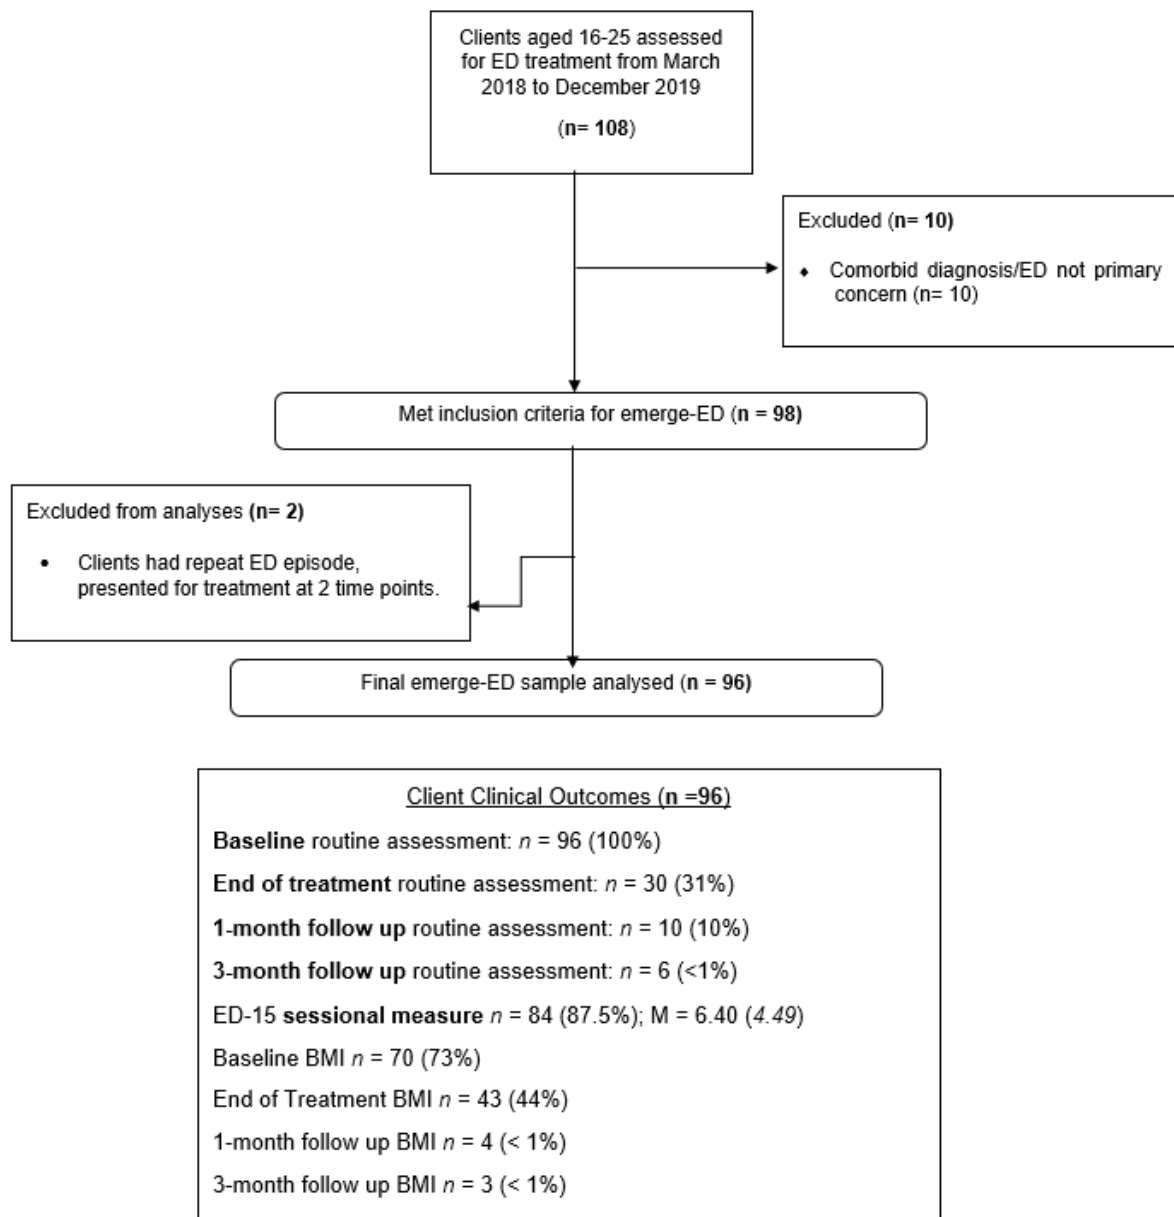 Clients aged 16-25 assessed
for ED treatment from March
2018 to December 2019
(n= 108)
Excluded (n= 10)
⬧ Comorbid diagnosis/ED not primary
concern (n= 10)
Met inclusion criteria for emerge-ED (n = 98)
Excluded from analyses (n= 2)
• Clients had repeat ED episode,
presented for treatment at 2 time points.
Final emerge-ED sample analysed (n = 96)
Client Clinical Outcomes (n =96)
Baseline routine assessment: n = 96 (100%)
End of treatment routine assessment: n = 30 (31%)
1-month follow up routine assessment: n = 10 (10%)
3-month follow up routine assessment: n = 6 (<1%)
ED-15 sessional measure n = 84 (87.5%); M = 6.40 (4.49)
Baseline BMI n = 70 (73%)
End of Treatment BMI n = 43 (44%)
1-month follow up BMI n = 4 (< 1%)
3-month follow up BMI n = 3 (< 1%)